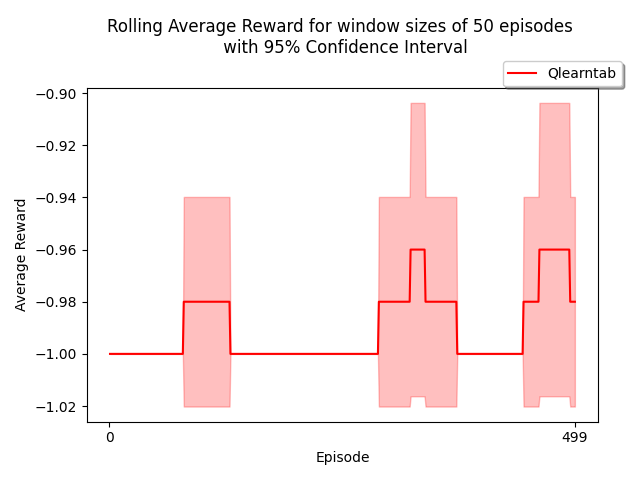 Rolling Average Reward for window sizes of 50 episodes
with 95% Confidence Interval
Qlearntab
−0.90
−0.92
−0.94
−0.96
−0.98
−1.00
−1.02
Average Reward
0
499
Episode